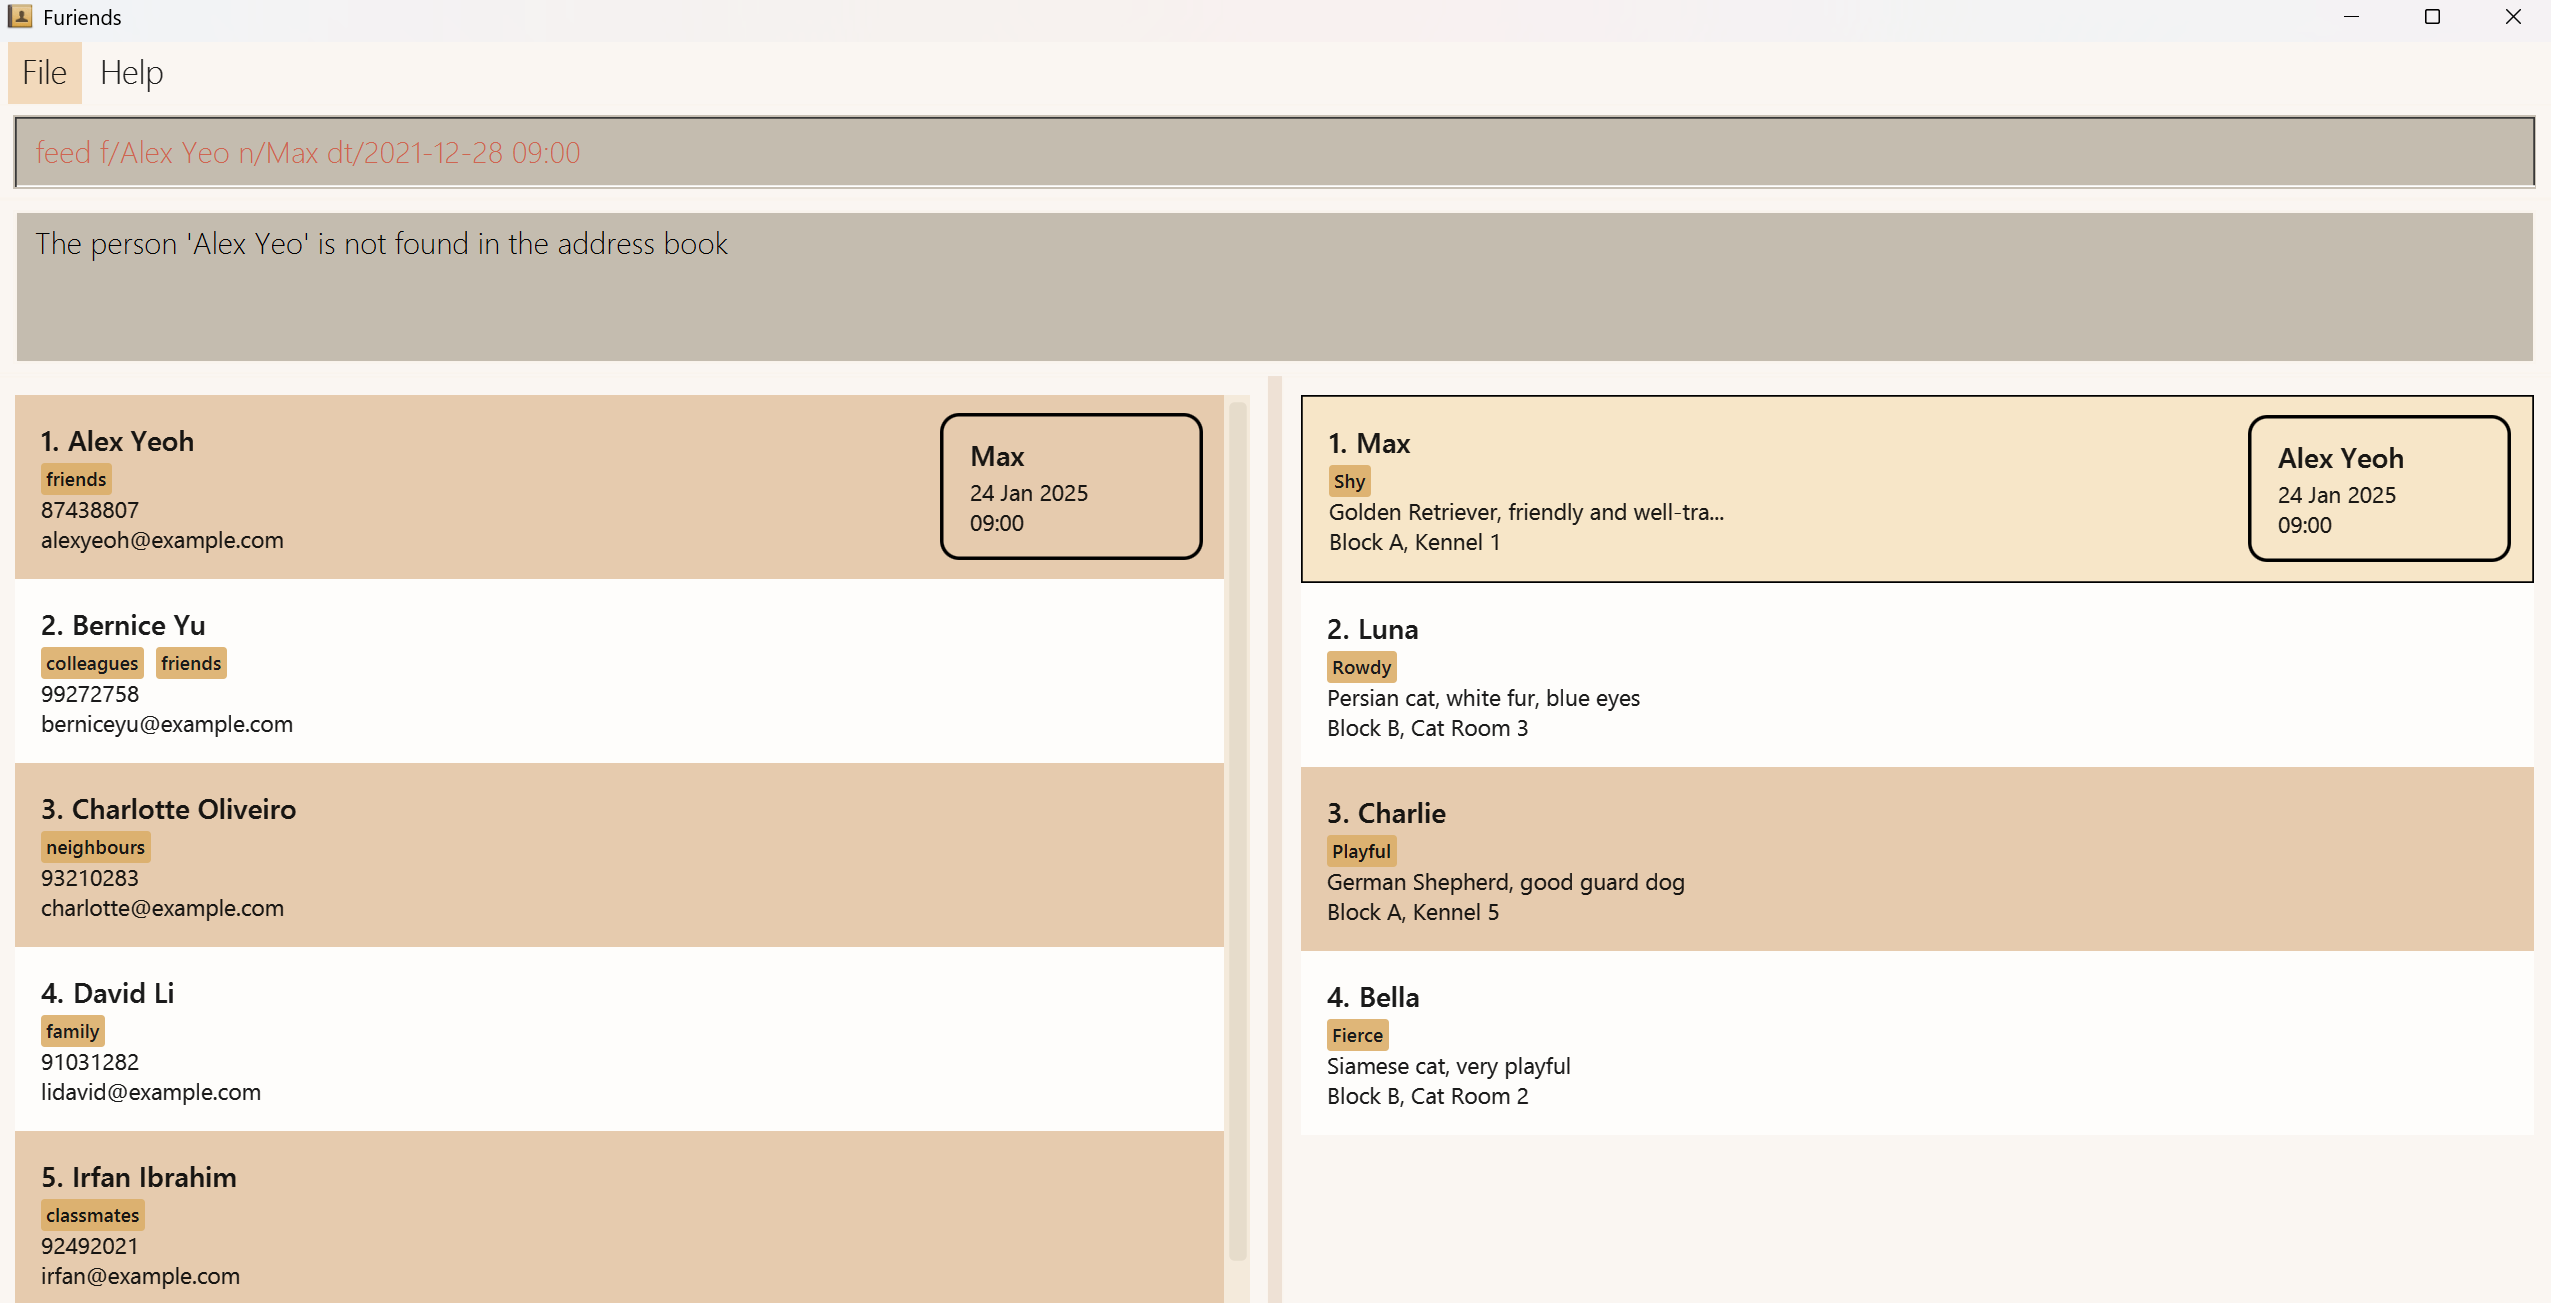 Furiends
File Help
feed f/Alex Yeo n/Max dt/2021-12-28 09:00
The person 'Alex Yeo' is not found in the address book
1. Alex Yeoh
friends
87438807
alexyeoh@example.com
Max
24 Jan 2025
09:00
2. Bernice Yu
colleagues friends
99272758
berniceyu@example.com
3. Charlotte Oliveiro
neighbours
93210283
charlotte@example.com
4. David Li
family
91031282
lidavid@example.com
5. Irfan Ibrahim
classmates
92492021
irfan@example.com
1. Max
Shy
Golden Retriever, friendly and well-tra...
Block A, Kennel 1
Alex Yeoh
24 Jan 2025
09:00
2. Luna
Rowdy
Persian cat, white fur, blue eyes
Block B, Cat Room 3
3. Charlie
Playful
German Shepherd, good guard dog
Block A, Kennel 5
4. Bella
Fierce
Siamese cat, very playful
Block B, Cat Room 2